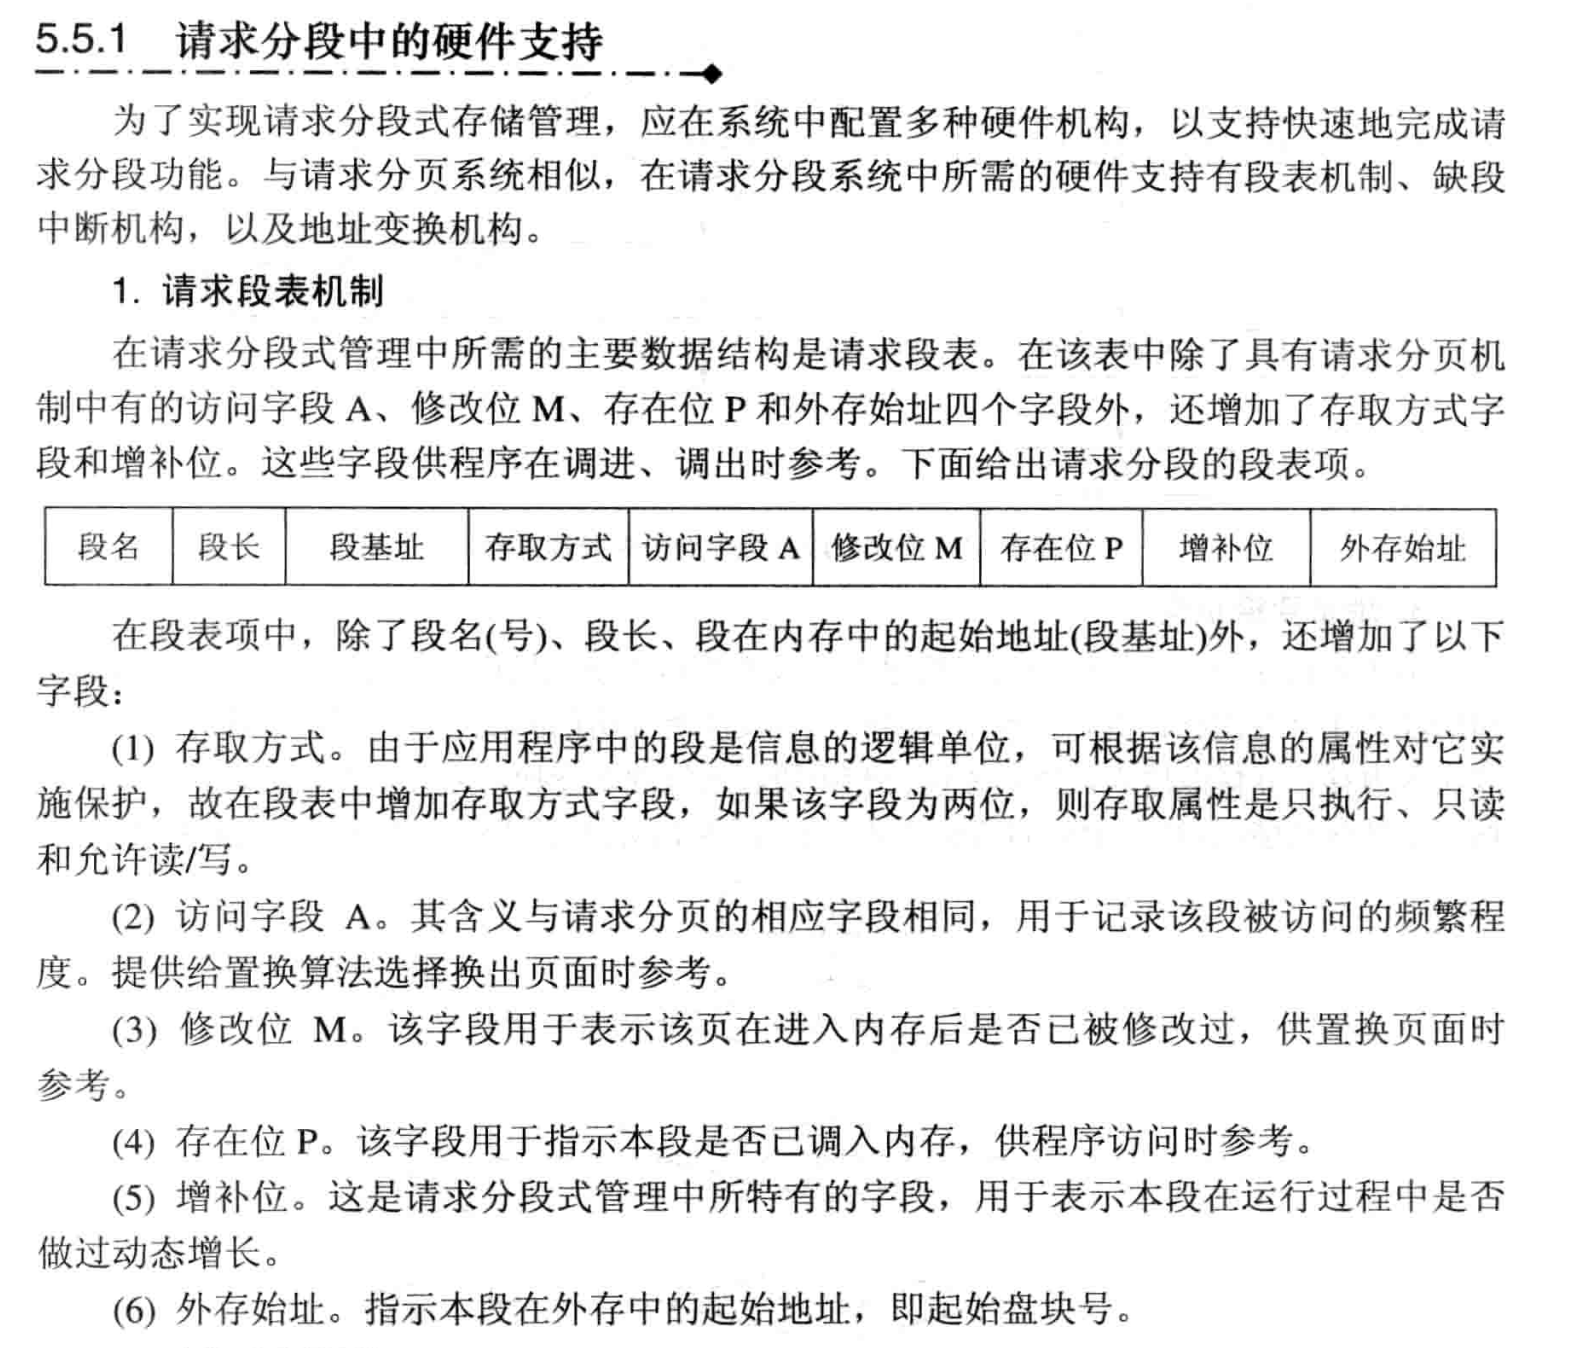 5.5.1 请求分段中的硬件支持
为了实现请求分段式存储管理，应在系统中配置多种硬件机构，以支持快速地完成请
求分段功能。与请求分页系统相似，在请求分段系统中所需的硬件支持有段表机制、缺段
中断机构，以及地址变换机构。
1. 请求段表机制
在请求分段式管理中所需的主要数据结构是请求段表。在该表中除了具有请求分页机
制中有的访问字段 A、修改位 M、存在位 P 和外存始址四个字段外，还增加了存取方式字
段和增补位。这些字段供程序在调进、调出时参考。下面给出请求分段的段表项。
段名 段长 段基址 存取方式 访问字段 A 修改位 M 存在位 P 增补位 外存始址
在段表项中，除了段名(号)、段长、段在内存中的起始地址(段基址)外，还增加了以下
字段：
(1) 存取方式。由于应用程序中的段是信息的逻辑单位，可根据该信息的属性对它实
施保护，故在段表中增加存取方式字段，如果该字段为两位，则存取属性是只执行、只读
和允许读/写。
(2) 访问字段 A。其含义与请求分页的相应字段相同，用于记录该段被访问的频繁程
度。提供给置换算法选择换出页面时参考。
(3) 修改位 M。该字段用于表示该页在进入内存后是否已被修改过，供置换页面时
参考。
(4) 存在位 P。该字段用于指示本段是否已调入内存，供程序访问时参考。
(5) 增补位。这是请求分段式管理中所特有的字段，用于表示本段在运行过程中是否
做过动态增长。
(6) 外存始址。指示本段在外存中的起始地址，即起始盘块号。